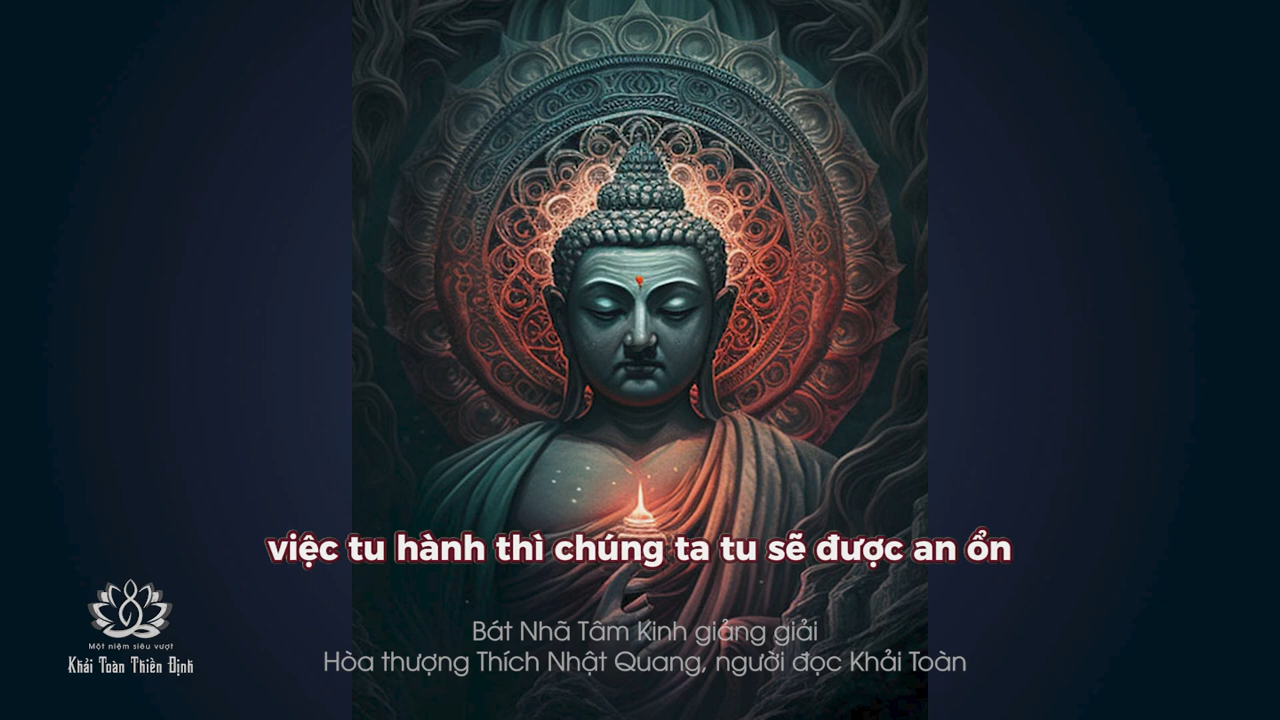 việc tu hành thì chúng ta tu sẽ được an ổn
Bát Nhã Tâm Kinh giảng giải
Hòa thượng Thích Nhật Quang, người đọc Khải Toàn
Một niệm siêu vượt
Khải Toàn Thiền Định